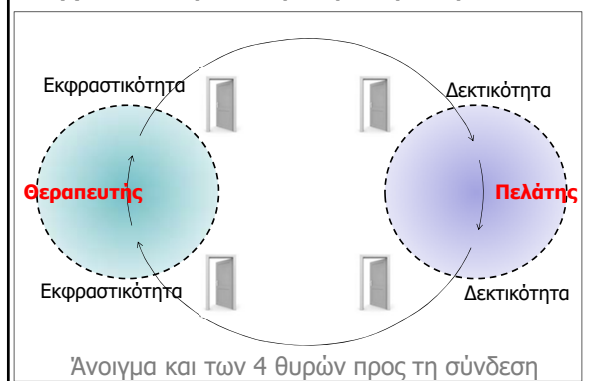 Εκφραστικότητα
Δεκτικότητα
Θεραπευτής
Πελάτης
Εκφραστικότητα
Δεκτικότητα
Άνοιγμα και των 4 θυρών προς τη σύνδεση